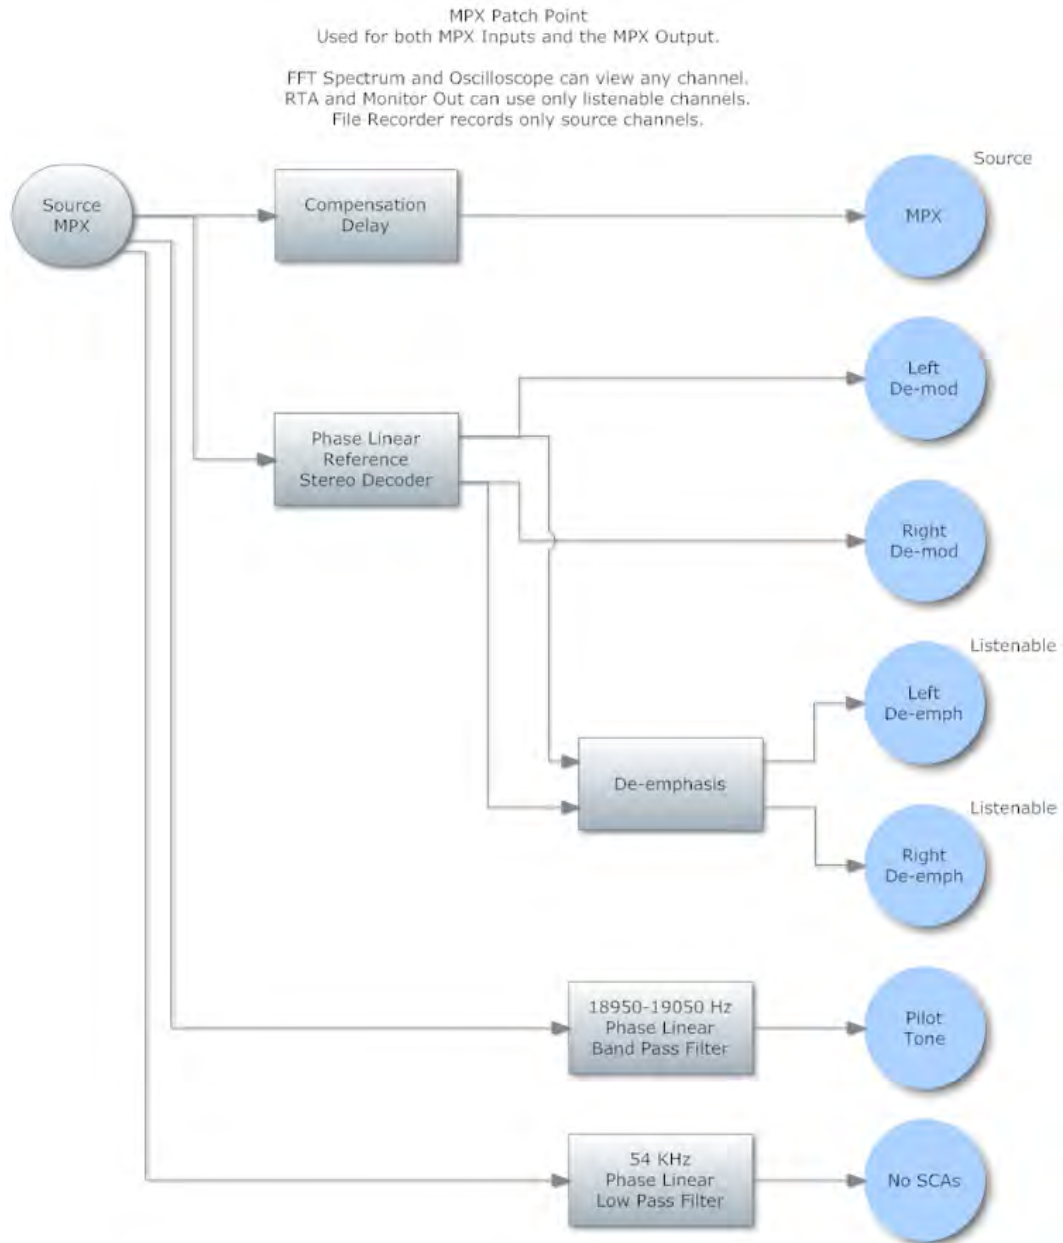 MPX Patch Point
Used for both MPX Inputs and the MPX Output.
FFT Spectrum and Oscilloscope can view any channel.
RTA and Monitor Out can use only listenable channels.
File Recorder records only source channels.
Source
MPX
Compensation
Delay
Source
MPX
Left
De-mod
Phase Linear
Reference
Stereo Decoder
Right
De-mod
Listenable
Left
De-emph
De-emphasis
Listenable
Right
De-emph
18950-19050 Hz
Phase Linear
Band Pass Filter
Pilot
Tone
54 KHz
Phase Linear
Low Pass Filter
No SCAs